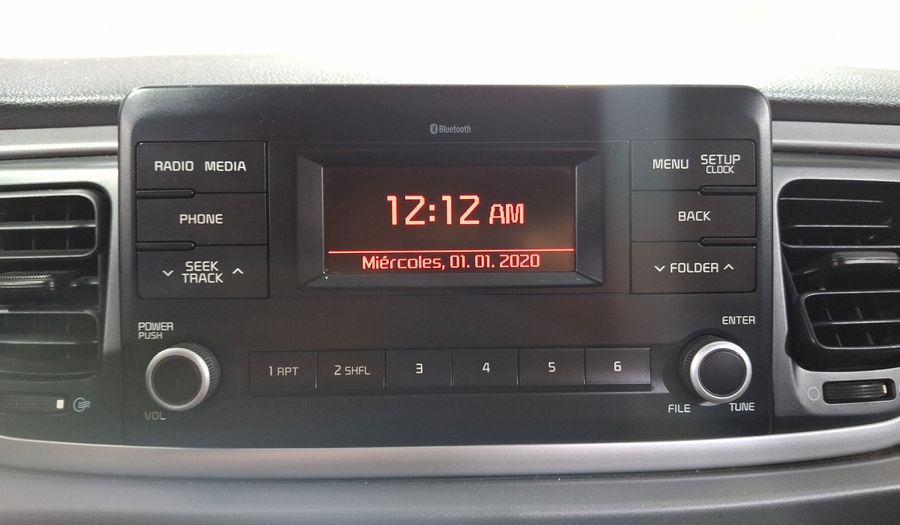 Bluetooth
RADIO MEDIA
PHONE
SEEK
TRACK
12:12 AM
Miércoles, 01. 01. 2020
MENU SETUP
CLOCK
BACK
FOLDER
POWER
PUSH
VOL
1 RPT
2 SHFL
3
4
5
6
ENTER
FILE
TUNE